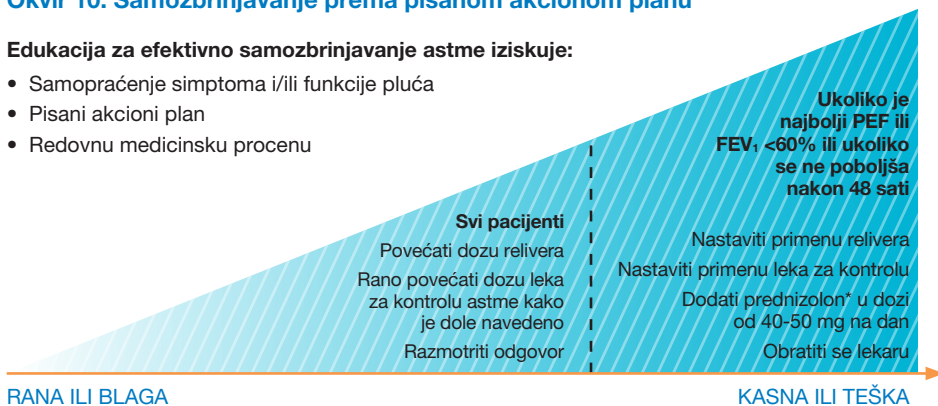 Okvir 10. Samozbrinjavanje prema pisanom akcionom planu
Edukacija za efektivno samozbrinjavanje astme iziskuje:
• Samopraćenje simptoma i/ili funkcije pluća
• Pisani akcioni plan
• Redovnu medicinsku procenu
Svi pacijenti
Povećati dozu relivera
Rano povećati dozu leka
za kontrolu astme kako
je dole navedeno
Razmotriti odgovor
Ukoliko je
najbolji PEF ili
FEV₁ <60% ili ukoliko
se ne poboljša
nakon 48 sati
Nastaviti primenu relivera
Nastaviti primenu leka za kontrolu
Dodati prednizolon* u dozi
od 40-50 mg na dan
Obratiti se lekaru
RANA ILI BLAGA
KASNA ILI TEŠKA